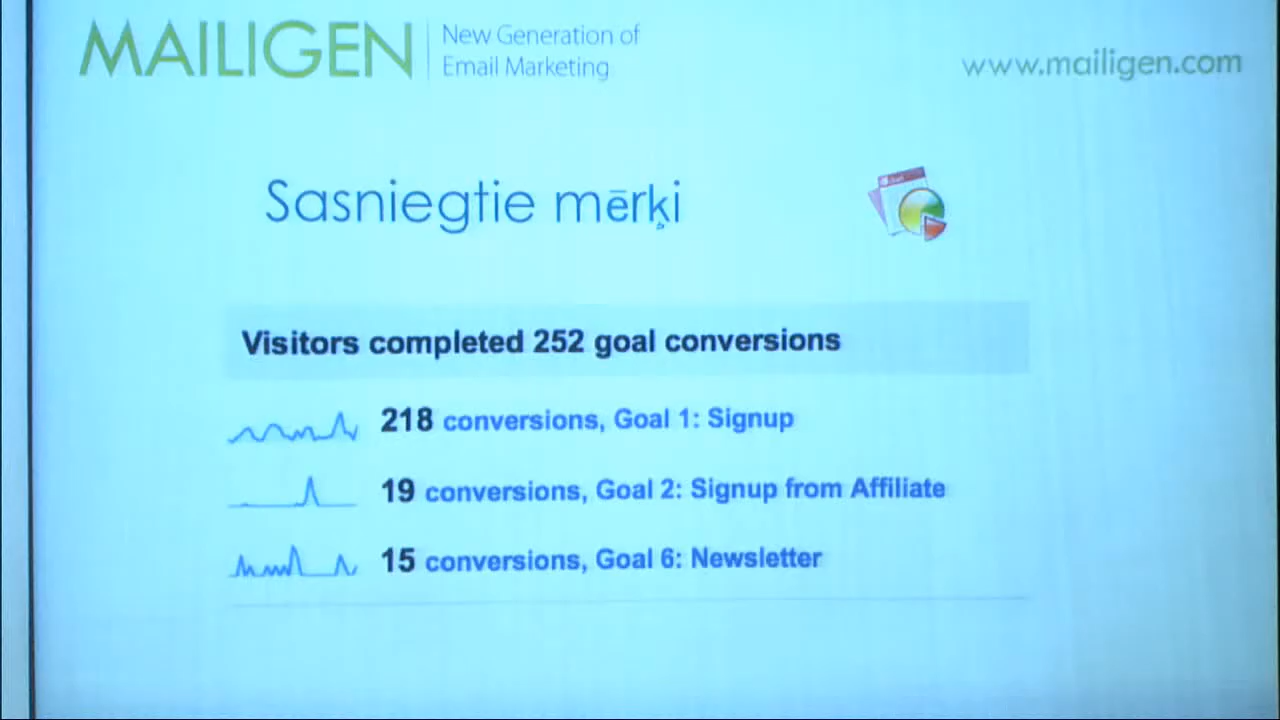 MAILIGEN
New Generation of
Email Marketing
www.mailigen.com
Sasniegtie mērķi
Visitors completed 252 goal conversions
218 conversions, Goal 1: Signup
19 conversions, Goal 2: Signup from Affiliate
15 conversions, Goal 6: Newsletter